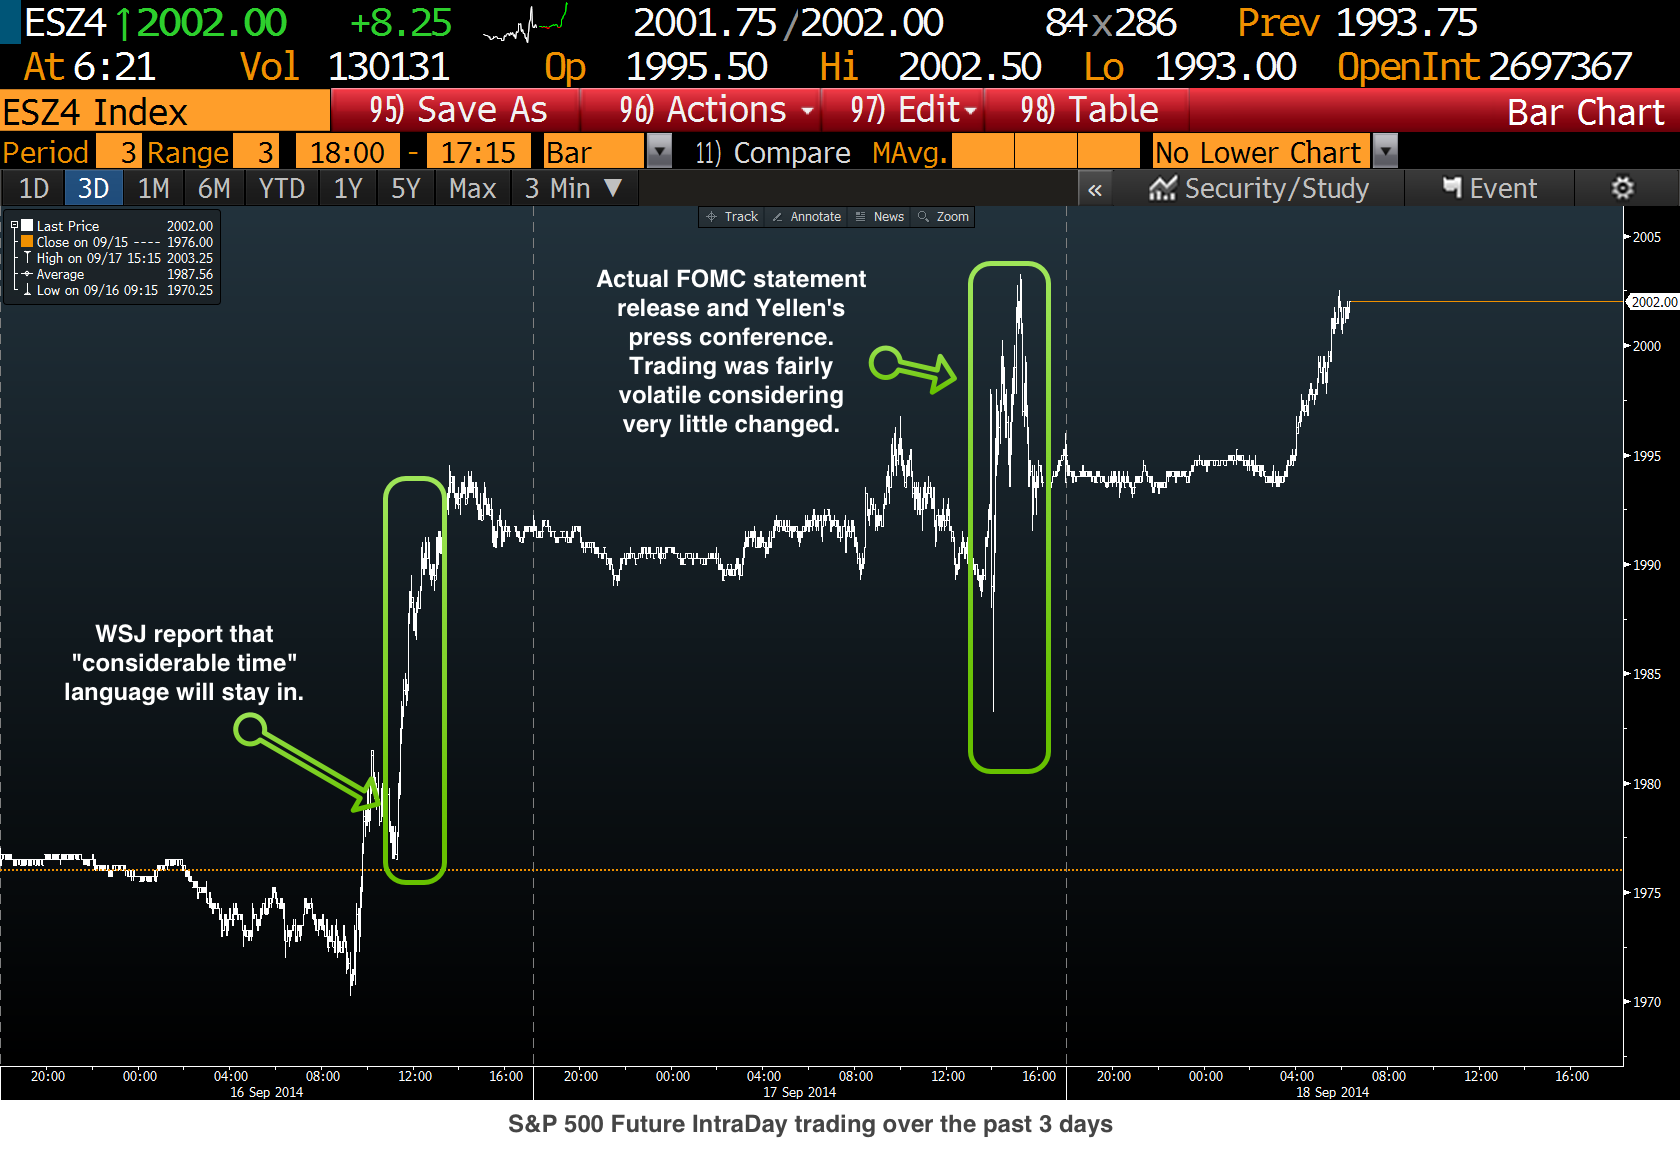 ESZ4 ↑2002.00 +8.25 2001.75/2002.00 84x286 Prev 1993.75
At 6:21 Vol 130131 Op 1995.50 Hi 2002.50 Lo 1993.00 OpenInt 2697367
ESZ4 Index 95) Save As 96) Actions 97) Edit 98) Table Bar Chart
Period 3 Range 3 18:00 - 17:15 Bar 11) Compare MAvg. No Lower Chart
1D 3D 1M 6M YTD 1Y 5Y Max 3 Min ▼ « Security/Study Event
Track Annotate News Zoom
Last Price 2002.00
Close on 09/15 ---- 1976.00
High on 09/17 15:15 2003.25
Average 1987.56
Low on 09/16 09:15 1970.25
Actual FOMC statement
release and Yellen's
press conference.
Trading was fairly
volatile considering
very little changed.
WSJ report that
"considerable time"
language will stay in.
2005
2002.00
2000
1995
1990
1985
1980
1975
1970
20:00 00:00 04:00 08:00 12:00 16:00 20:00 00:00 04:00 08:00 12:00 16:00 20:00 00:00 04:00 08:00 12:00 16:00
16 Sep 2014 17 Sep 2014 18 Sep 2014
S&P 500 Future IntraDay trading over the past 3 days